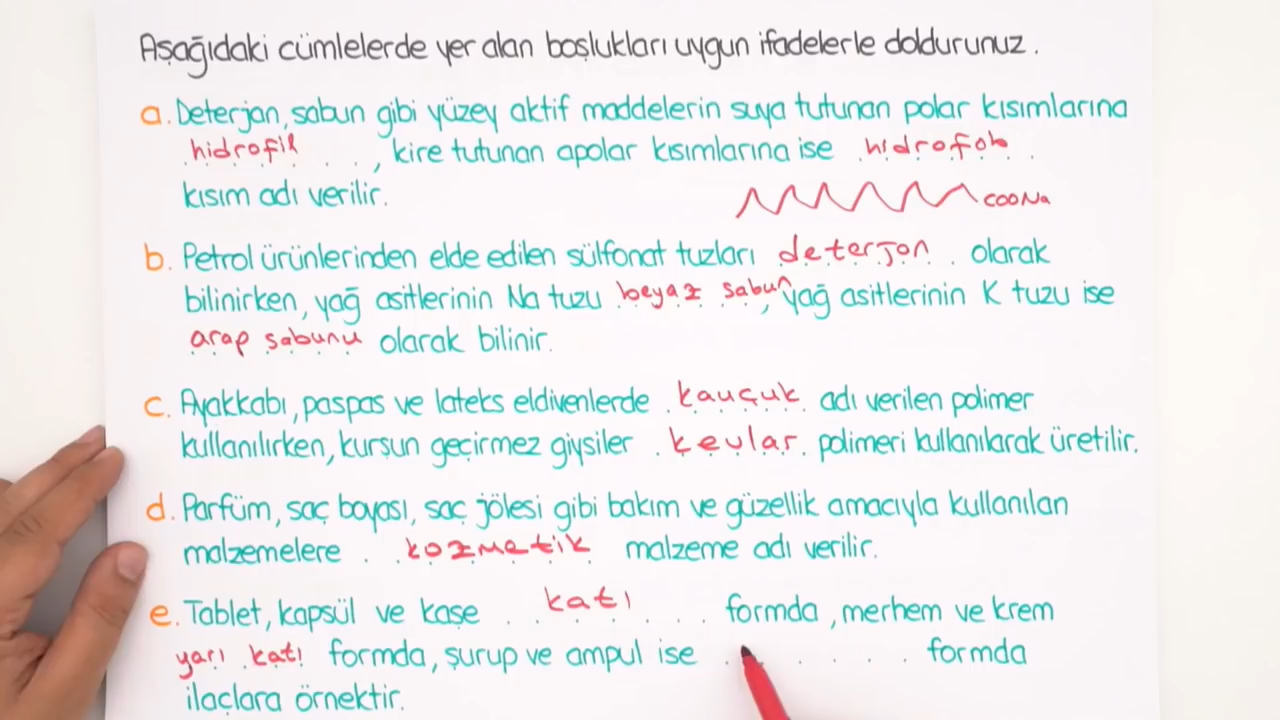 Aşağıdaki cümlelerde yer alan boşlukları uygun ifadelerle doldurunuz.
a. Deterjan, sabun gibi yüzey aktif maddelerin suya tutunan polar kısımlarına
hidrofil . . , kire tutunan apolar kısımlarına ise hidrofob .
kısım adı verilir.
COONa
b. Petrol ürünlerinden elde edilen sülfonat tuzları deterjan . olarak
bilinirken, yağ asitlerinin Na tuzu beyaz sabun, yağ asitlerinin K tuzu ise
arap sabunu olarak bilinir.
c. Ayakkabı, paspas ve lateks eldivenlerde . kauçuk . adı verilen polimer
kullanılırken, kurşun geçirmez giysiler . kevlar . polimeri kullanılarak üretilir.
d. Parfüm, saç boyası, saç jölesi gibi bakım ve güzellik amacıyla kullanılan
malzemelere . . kozmetik malzeme adı verilir.
e. Tablet, kapsül ve kaşe . . katı . . . formda, merhem ve krem
yarı katı formda, şurup ve ampul ise . . . . . . formda
ilaçlara örnektir.